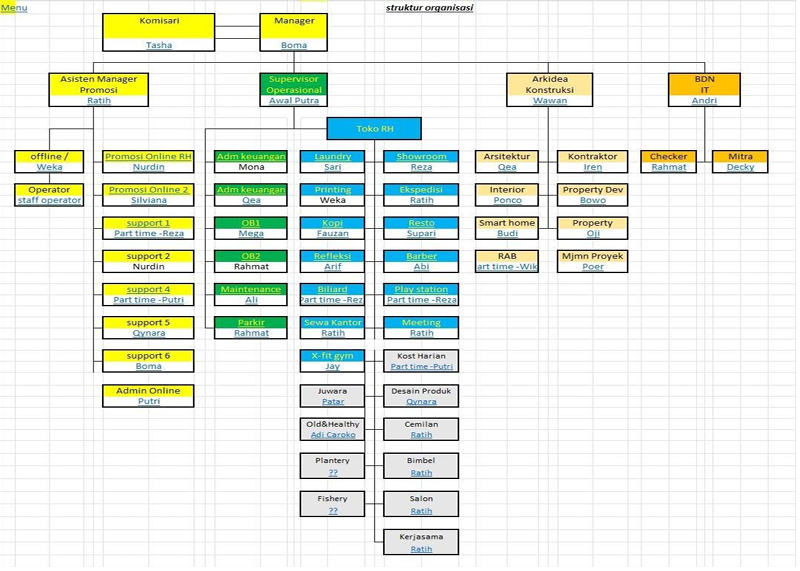 Menu
struktur organisasi
Komisari
Tasha
Manager
Boma
Asisten Manager
Promosi
Ratih
Supervisor
Operasional
Awal Putra
Arkidea
Konstruksi
Wawan
BDN
IT
Andri
Toko RH
offline /
Weka
Operator
staff operator
Promosi Online RH
Nurdin
Promosi Online 2
Silviana
support 1
Part time -Reza
support 2
Nurdin
support 4
Part time -Putri
support 5
Qynara
support 6
Boma
Admin Online
Putri
Adm keuangan
Mona
Adm keuangan
Qea
OB1
Mega
OB2
Rahmat
Maintenance
Ali
Parkir
Rahmat
Laundry
Sari
Printing
Weka
Kopi
Fauzan
Refleksi
Arif
Biliard
Part time -Rez
Sewa Kantor
Ratih
X-fit gym
Jay
Juwara
Patar
Old&Healthy
Adi Caroko
Plantery
??
Fishery
??
Showroom
Reza
Ekspedisi
Ratih
Resto
Supari
Barber
Abi
Play station
Part time -Reza
Meeting
Ratih
Kost Harian
Part time -Putri
Desain Produk
Qynara
Cemilan
Ratih
Bimbel
Ratih
Salon
Ratih
Kerjasama
Ratih
Arsitektur
Qea
Interior
Ponco
Smart home
Budi
RAB
art time -Wik
Kontraktor
Iren
Property Dev
Bowo
Property
Oji
Mjmn Proyek
Poer
Checker
Rahmat
Mitra
Decky